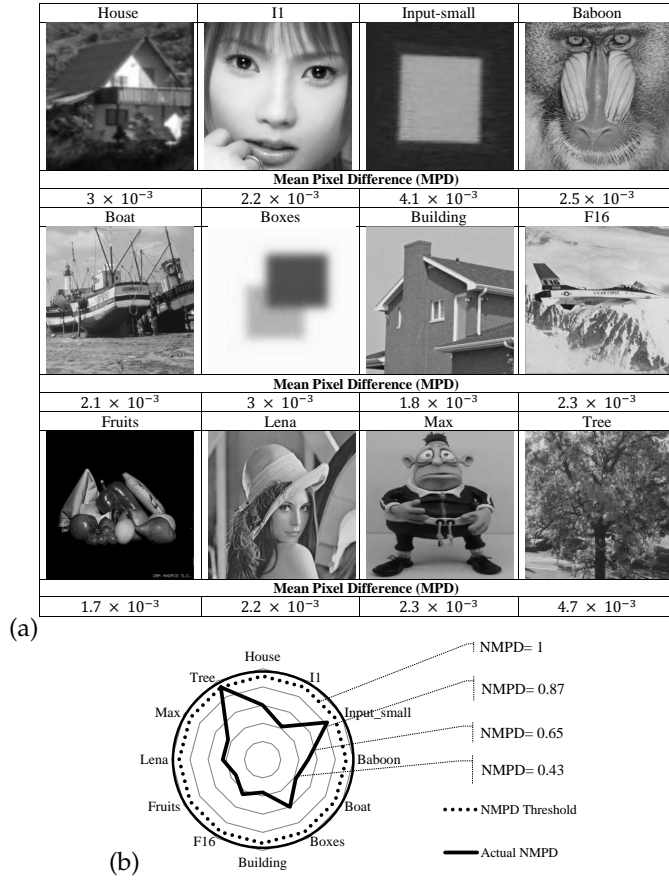 House I1 Input-small Baboon
Mean Pixel Difference (MPD)
3 × 10⁻³ 2.2 × 10⁻³ 4.1 × 10⁻³ 2.5 × 10⁻³
Boat Boxes Building F16
Mean Pixel Difference (MPD)
2.1 × 10⁻³ 3 × 10⁻³ 1.8 × 10⁻³ 2.3 × 10⁻³
Fruits Lena Max Tree
IBM MADRID S.C.
Mean Pixel Difference (MPD)
1.7 × 10⁻³ 2.2 × 10⁻³ 2.3 × 10⁻³ 4.7 × 10⁻³
(a)
House
I1
Input_small
Baboon
Boat
Boxes
Building
F16
Fruits
Lena
Max
Tree
NMPD= 1
NMPD= 0.87
NMPD= 0.65
NMPD= 0.43
NMPD Threshold
Actual NMPD
(b)